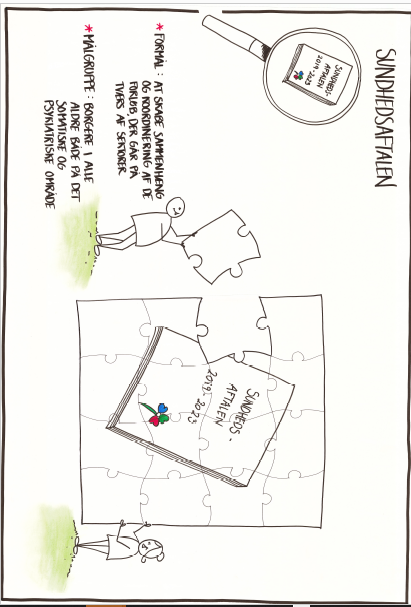 SUNDHEDSAFTALEN
SUNDHEDS-
AFTALEN
2019-2023
* FORMÅL : AT SKABE SAMMENHÆNG
OG KOORDINERING AF DE
FORLØB, DER GÅR PÅ
TVÆRS AF SEKTORER.
* MÅLGRUPPE : BORGERE I ALLE
ALDRE BÅDE PÅ DET
SOMATISKE OG
PSYKIATRISKE OMRÅDE
SUNDHEDS-
AFTALEN
2019-2023